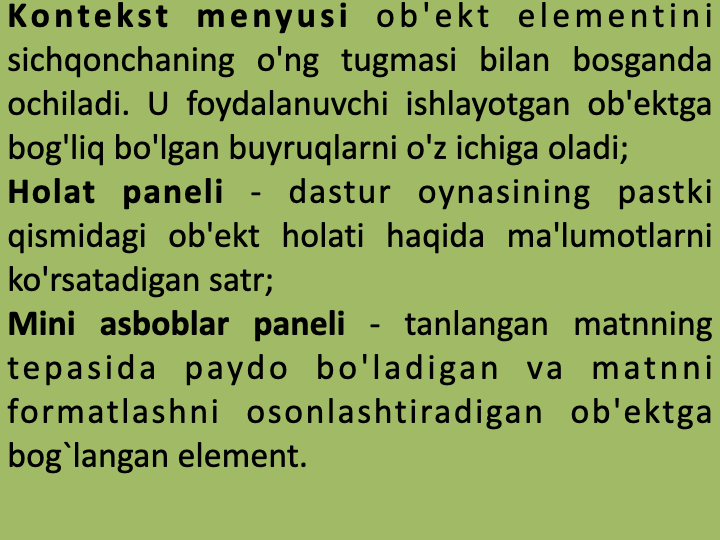 Kontekst menyusi ob'ekt elementini
sichqonchaning o'ng tugmasi bilan bosganda
ochiladi. U foydalanuvchi ishlayotgan ob'ektga
bog'liq bo'lgan buyruqlarni o'z ichiga oladi;
Holat paneli - dastur oynasining pastki
qismidagi ob'ekt holati haqida ma'lumotlarni
ko'rsatadigan satr;
Mini asboblar paneli - tanlangan matnning
tepasida paydo bo'ladigan va matnni
formatlashni osonlashtiradigan ob'ektga
bog`langan element.